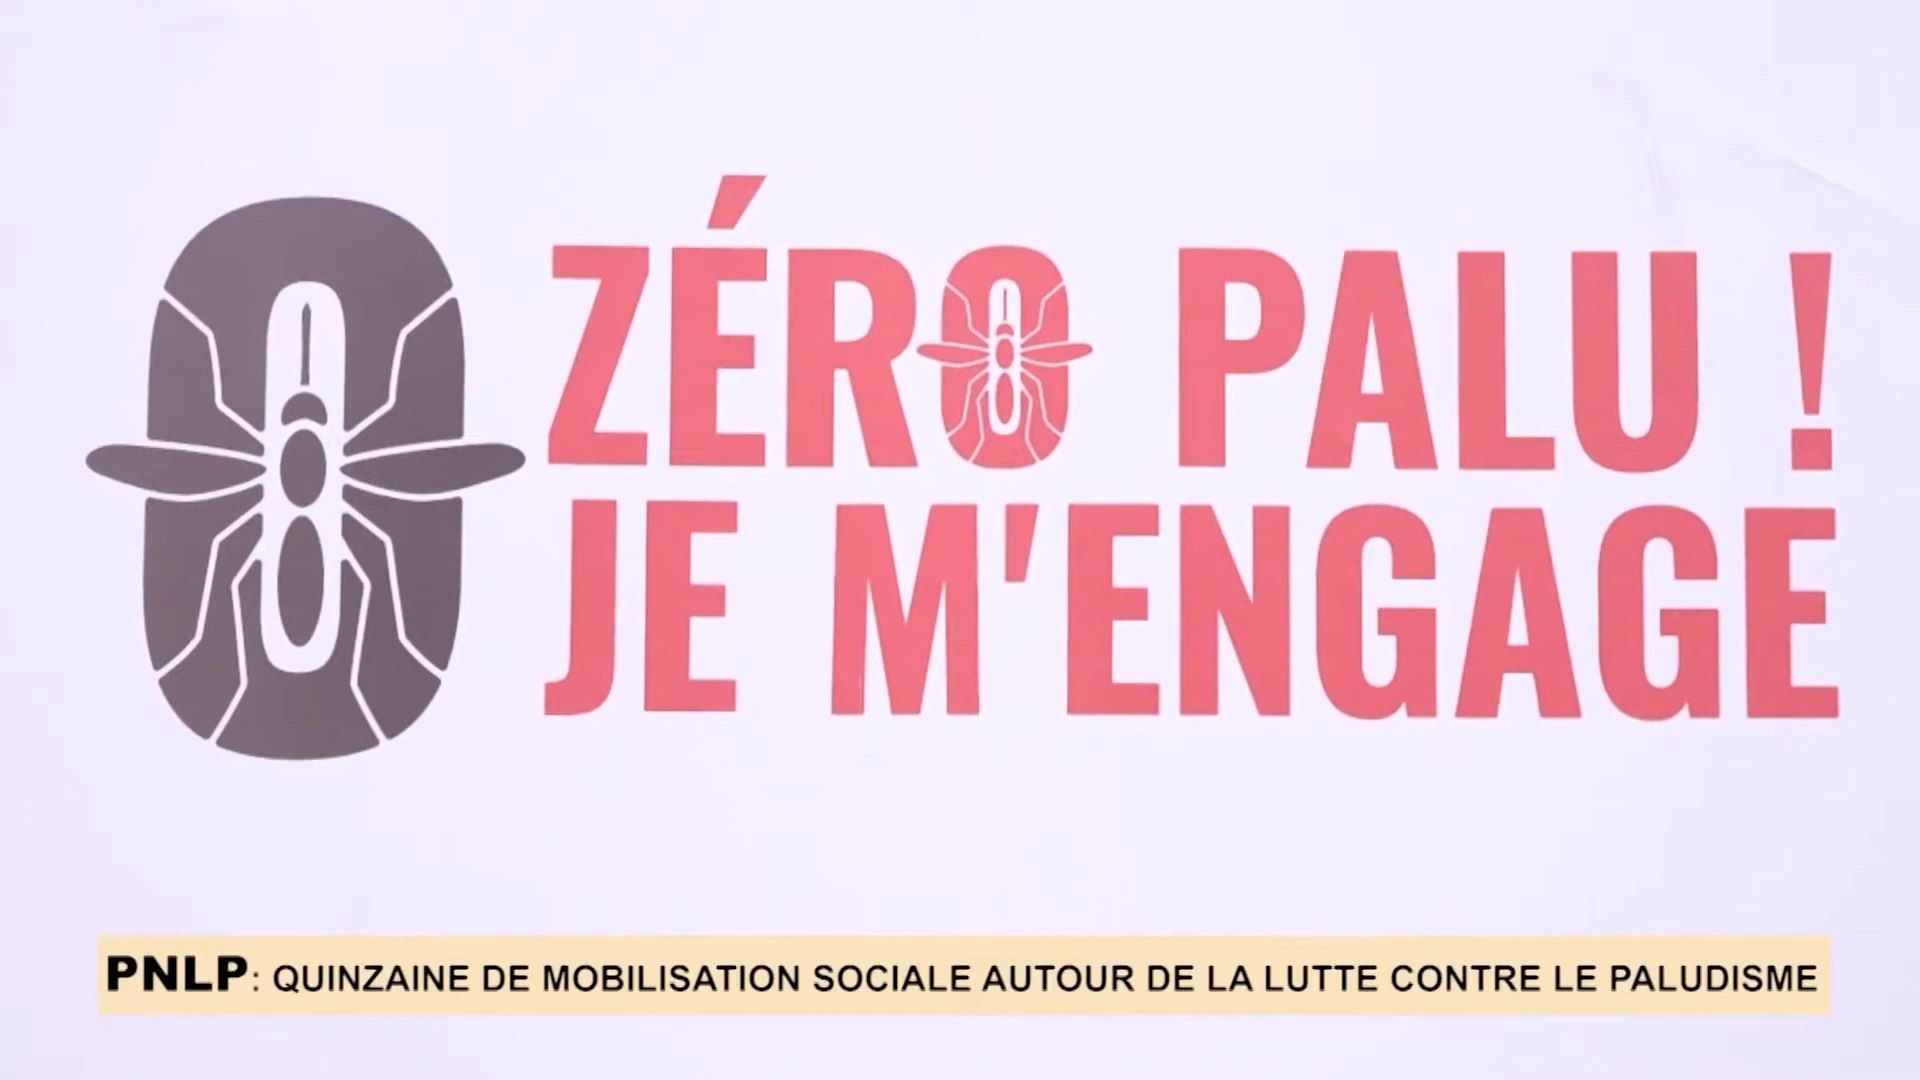 ZÉRO PALU !
JE M'ENGAGE
PNLP: QUINZAINE DE MOBILISATION SOCIALE AUTOUR DE LA LUTTE CONTRE LE PALUDISME